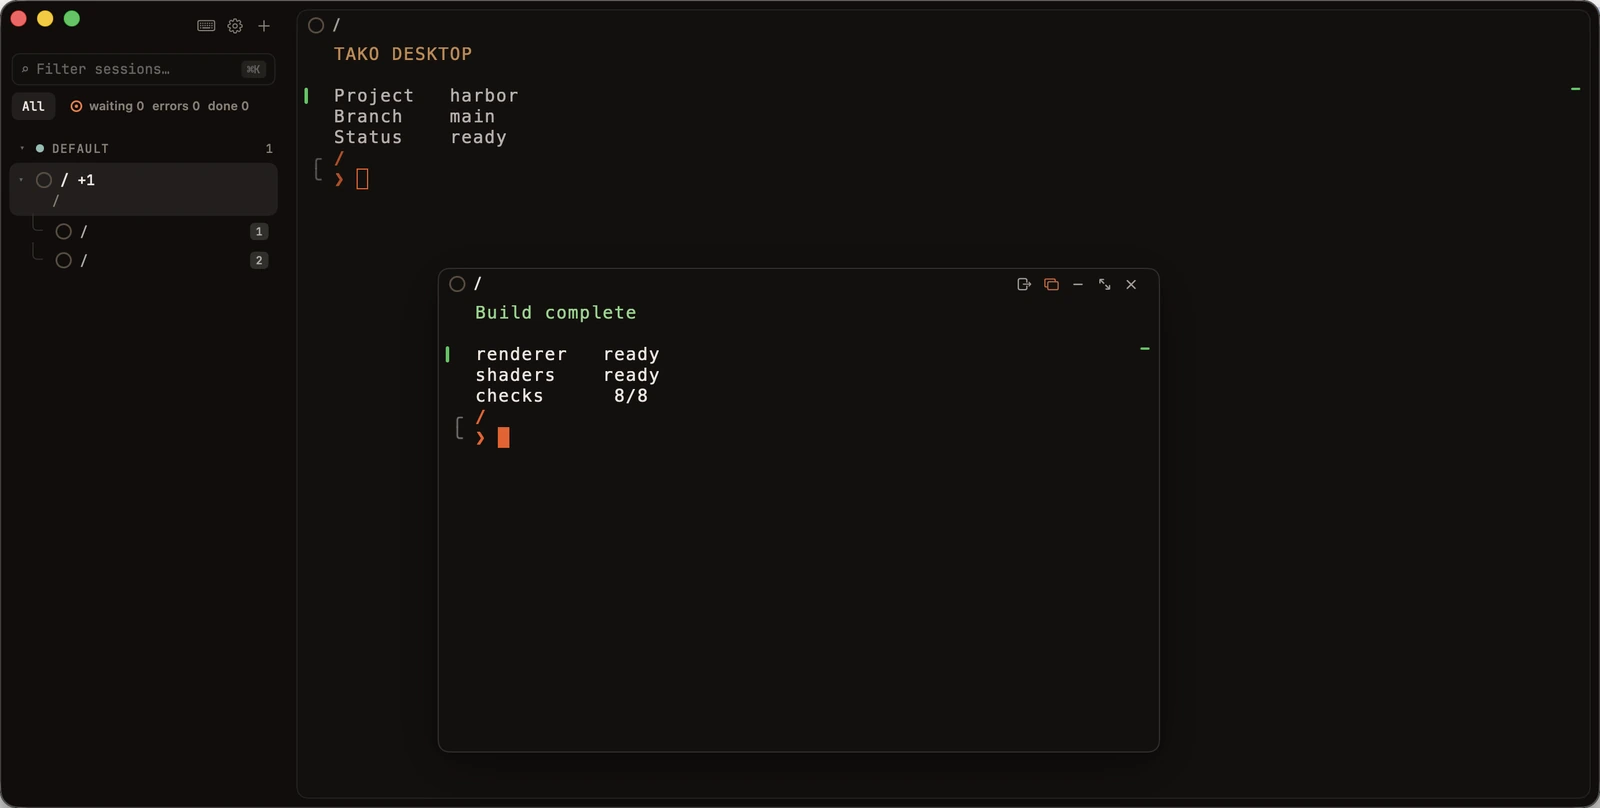 Filter sessions… ⌘K
All waiting 0 errors 0 done 0
DEFAULT 1
/ +1
/
/ 1
/ 2
/
TAKO DESKTOP
Project harbor
Branch main
Status ready
/
❯
/
Build complete
renderer ready
shaders ready
checks 8/8
/
❯